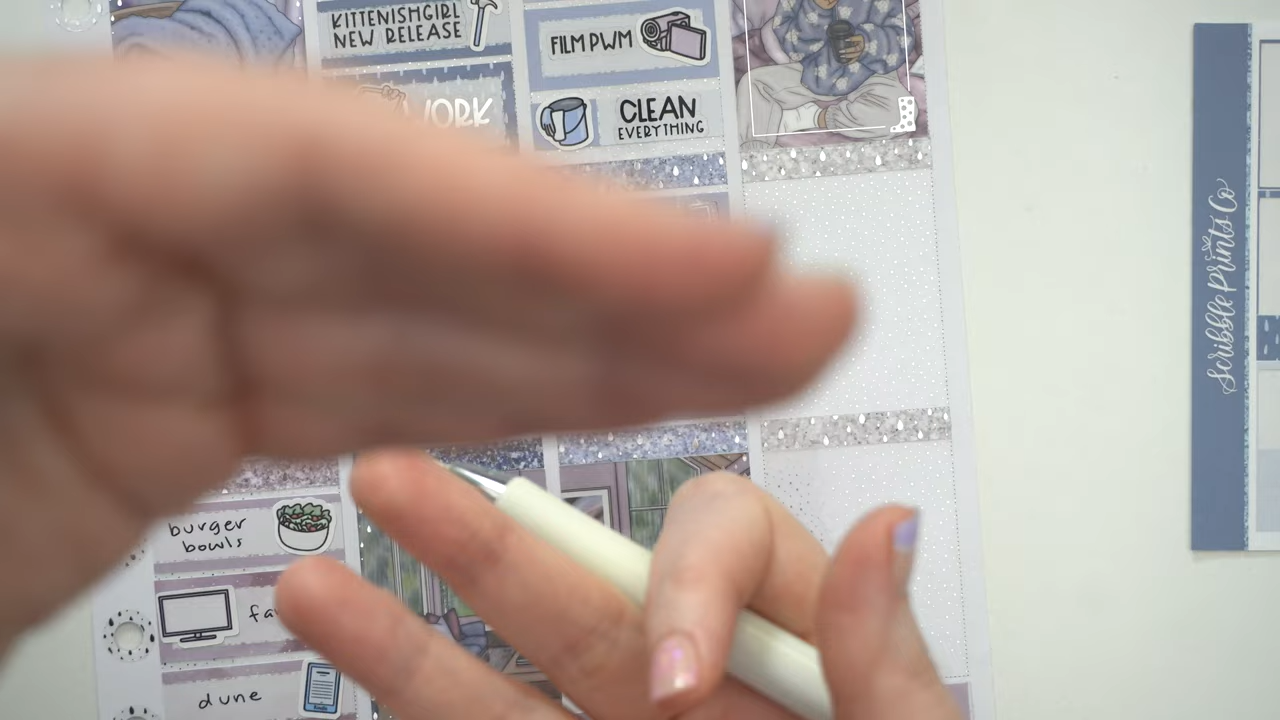 KITTENISHGIRL
NEW RELEASE
WORK
FILM PWM
CLEAN
EVERYTHING
Scribble Prints Co
burger
bowls
dune